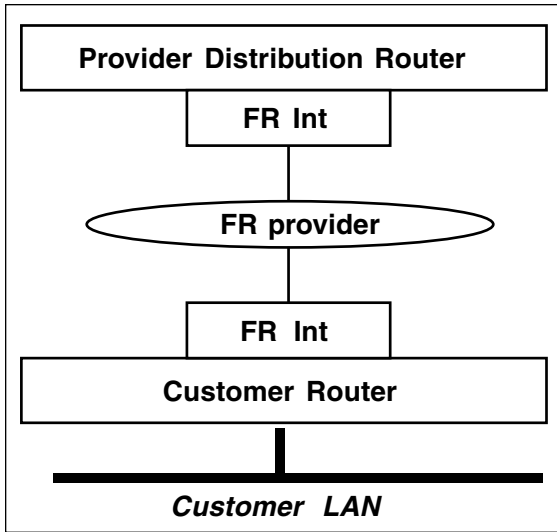 Provider Distribution Router
FR Int
FR provider
FR Int
Customer Router
Customer LAN